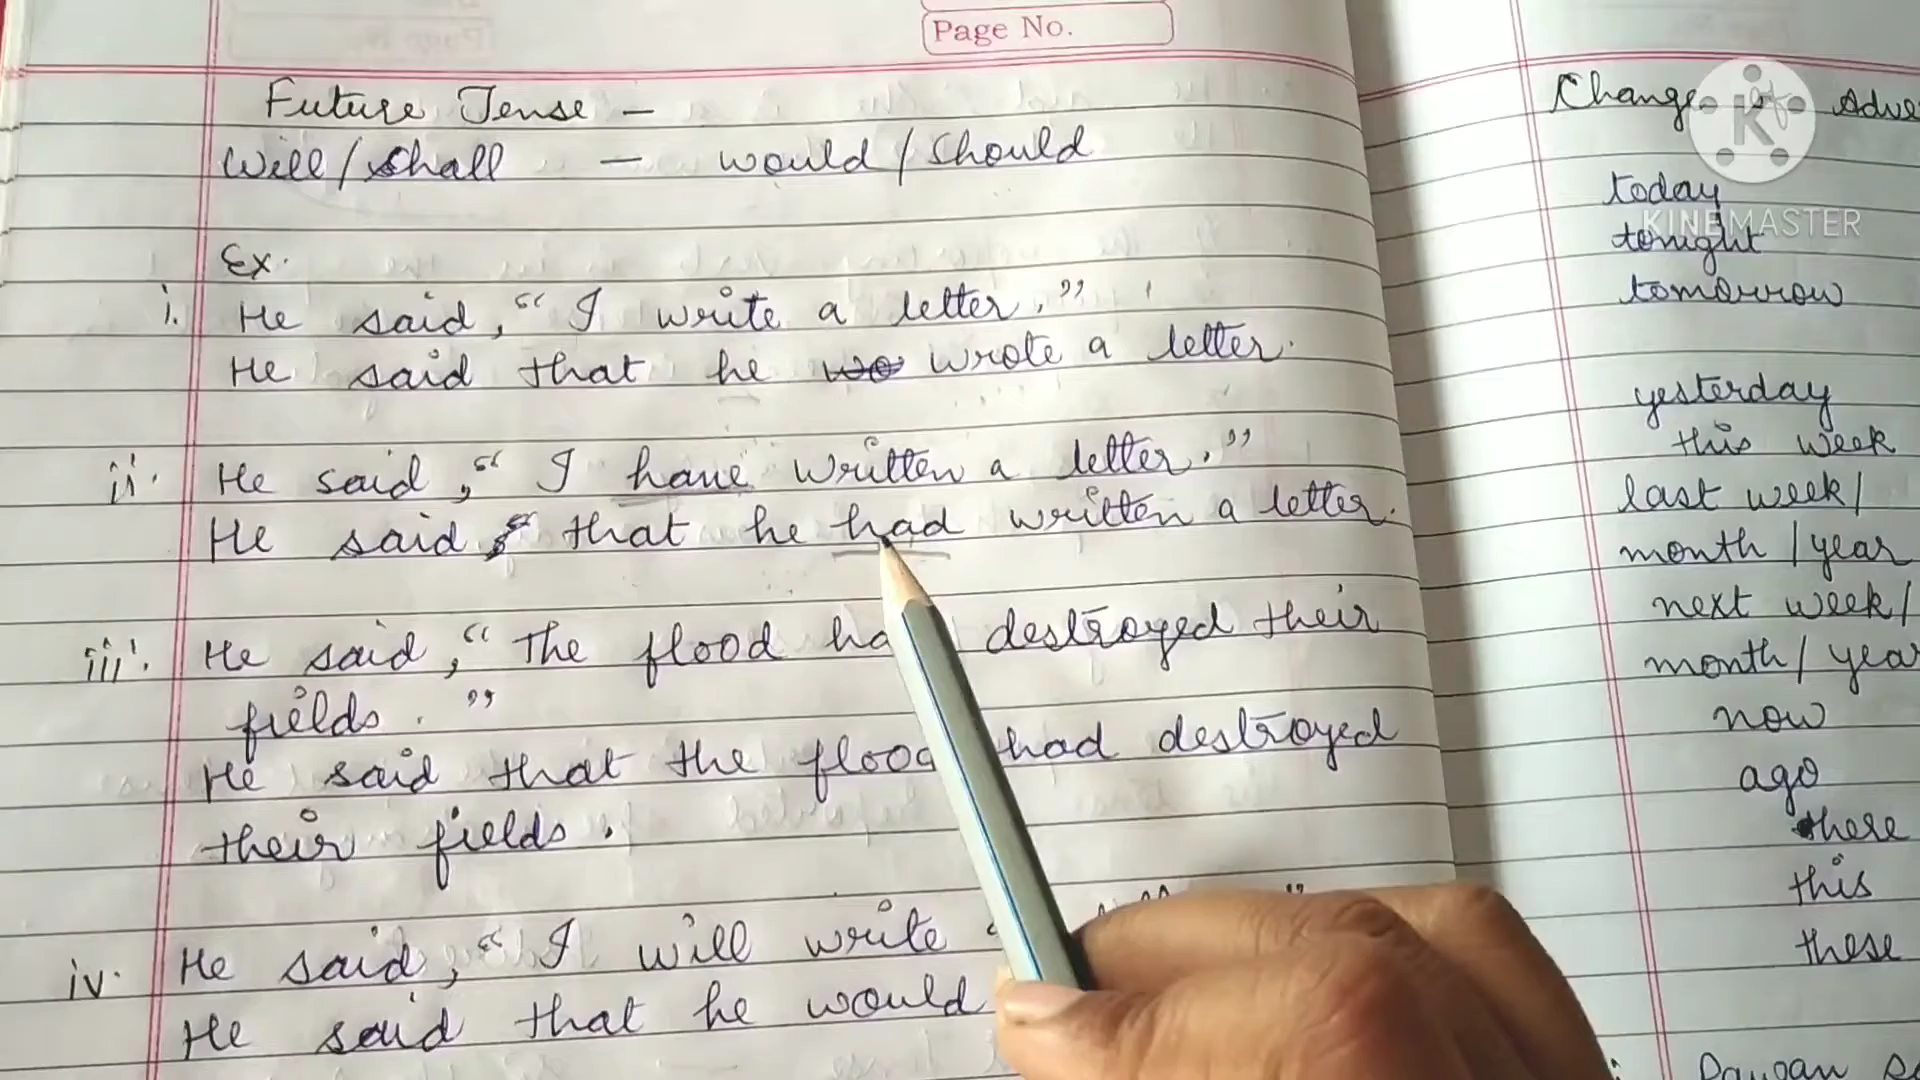 Page No.
Future Tense —
Will/shall — would/should
Ex.
i. He said, "I write a letter."
He said that he wrote a letter.
ii. He said, "I have written a letter."
He said that he had written a letter.
iii. He said, "The flood destroyed their
fields."
He said that the flood had destroyed
their fields.
iv. He said, "I will write
He said that he would
Change
today
tonight
tomorrow
yesterday
this week
last week/
month/year
next week/
month/year
now
ago
this
these
KINEMASTER